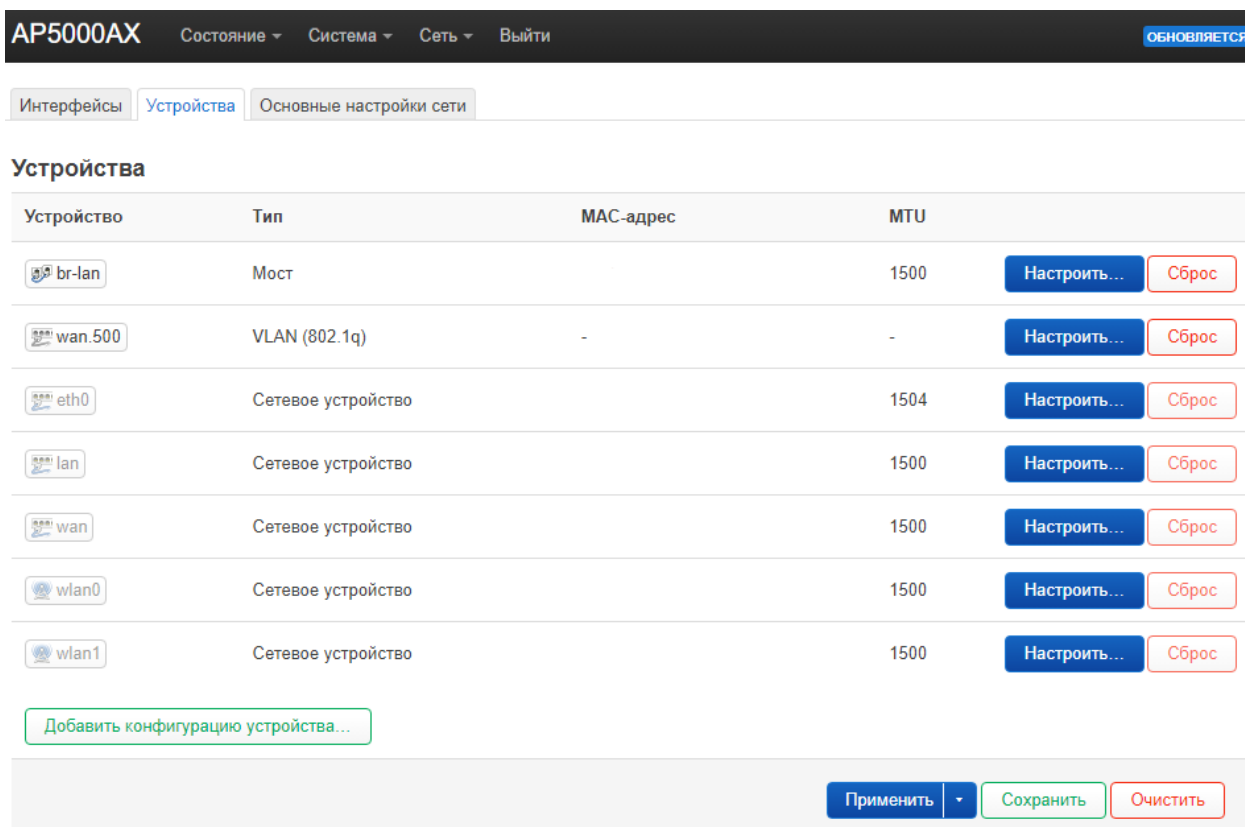 AP5000AX Состояние Система Сеть Выйти ОБНОВЛЯЕТСЯ
Интерфейсы Устройства Основные настройки сети
Устройства
Устройство Тип MAC-адрес MTU
br-lan Мост 1500 Настроить... Сброс
wan.500 VLAN (802.1q) - - Настроить... Сброс
eth0 Сетевое устройство 1504 Настроить... Сброс
lan Сетевое устройство 1500 Настроить... Сброс
wan Сетевое устройство 1500 Настроить... Сброс
wlan0 Сетевое устройство 1500 Настроить... Сброс
wlan1 Сетевое устройство 1500 Настроить... Сброс
Добавить конфигурацию устройства...
Применить Сохранить Очистить